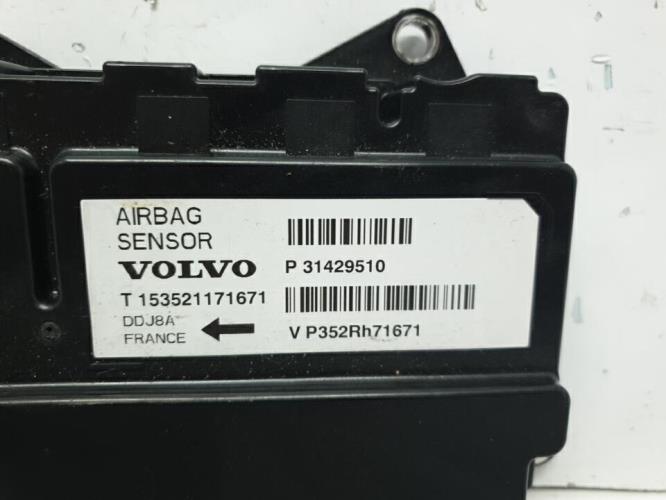 AIRBAG
SENSOR
VOLVO
P 31429510
T 153521171671
DDJ8A
FRANCE
V P352Rh71671